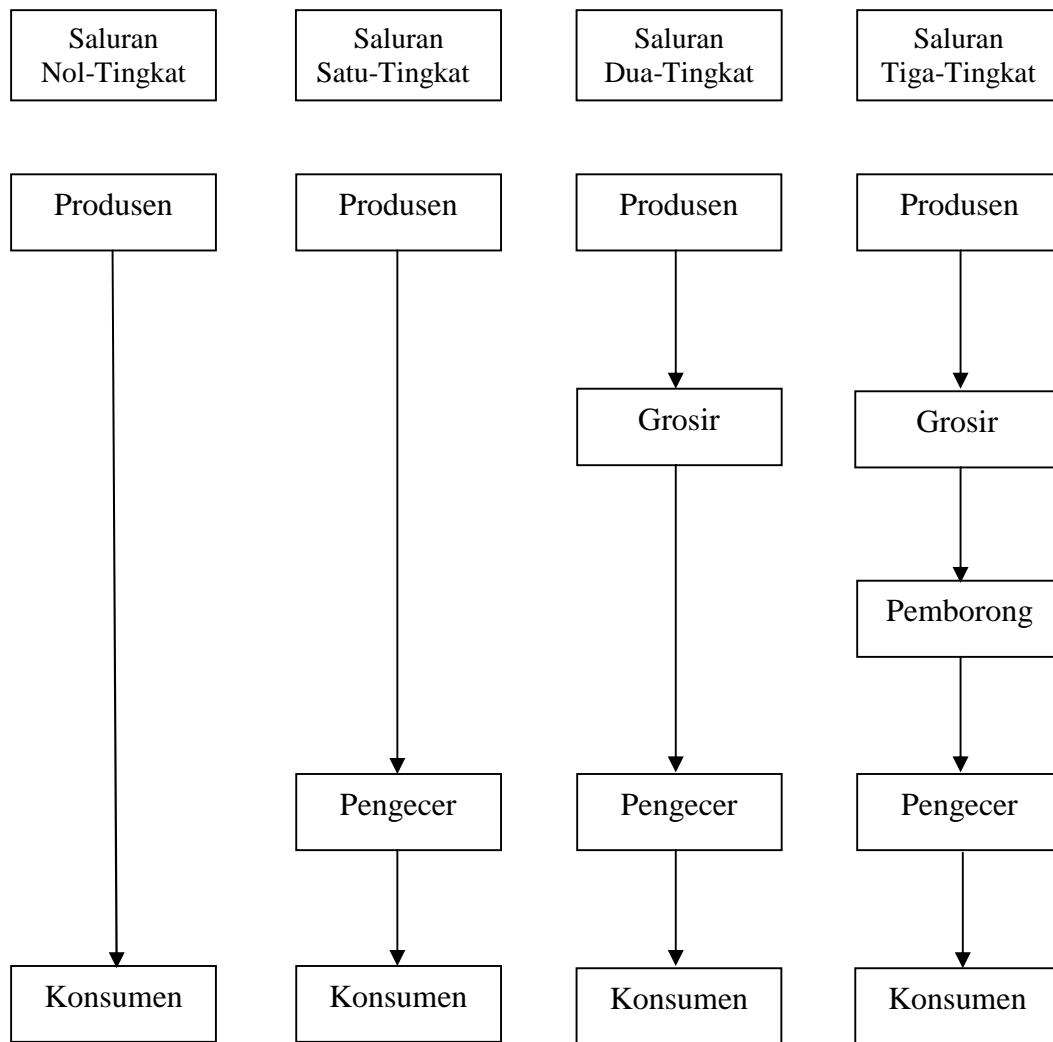 Saluran
Nol-Tingkat
Saluran
Satu-Tingkat
Saluran
Dua-Tingkat
Saluran
Tiga-Tingkat
Produsen
Produsen
Produsen
Produsen
Grosir
Grosir
Pemborong
Pengecer
Pengecer
Pengecer
Konsumen
Konsumen
Konsumen
Konsumen